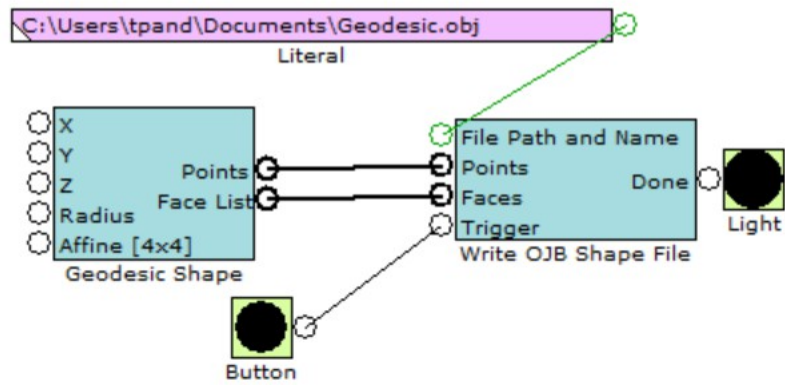 C:\Users\tpand\Documents\Geodesic.obj
Literal
X
Y
Z
Radius
Affine [4x4]
Points
Face List
Geodesic Shape
File Path and Name
Points
Faces
Trigger
Done
Write OJB Shape File
Light
Button